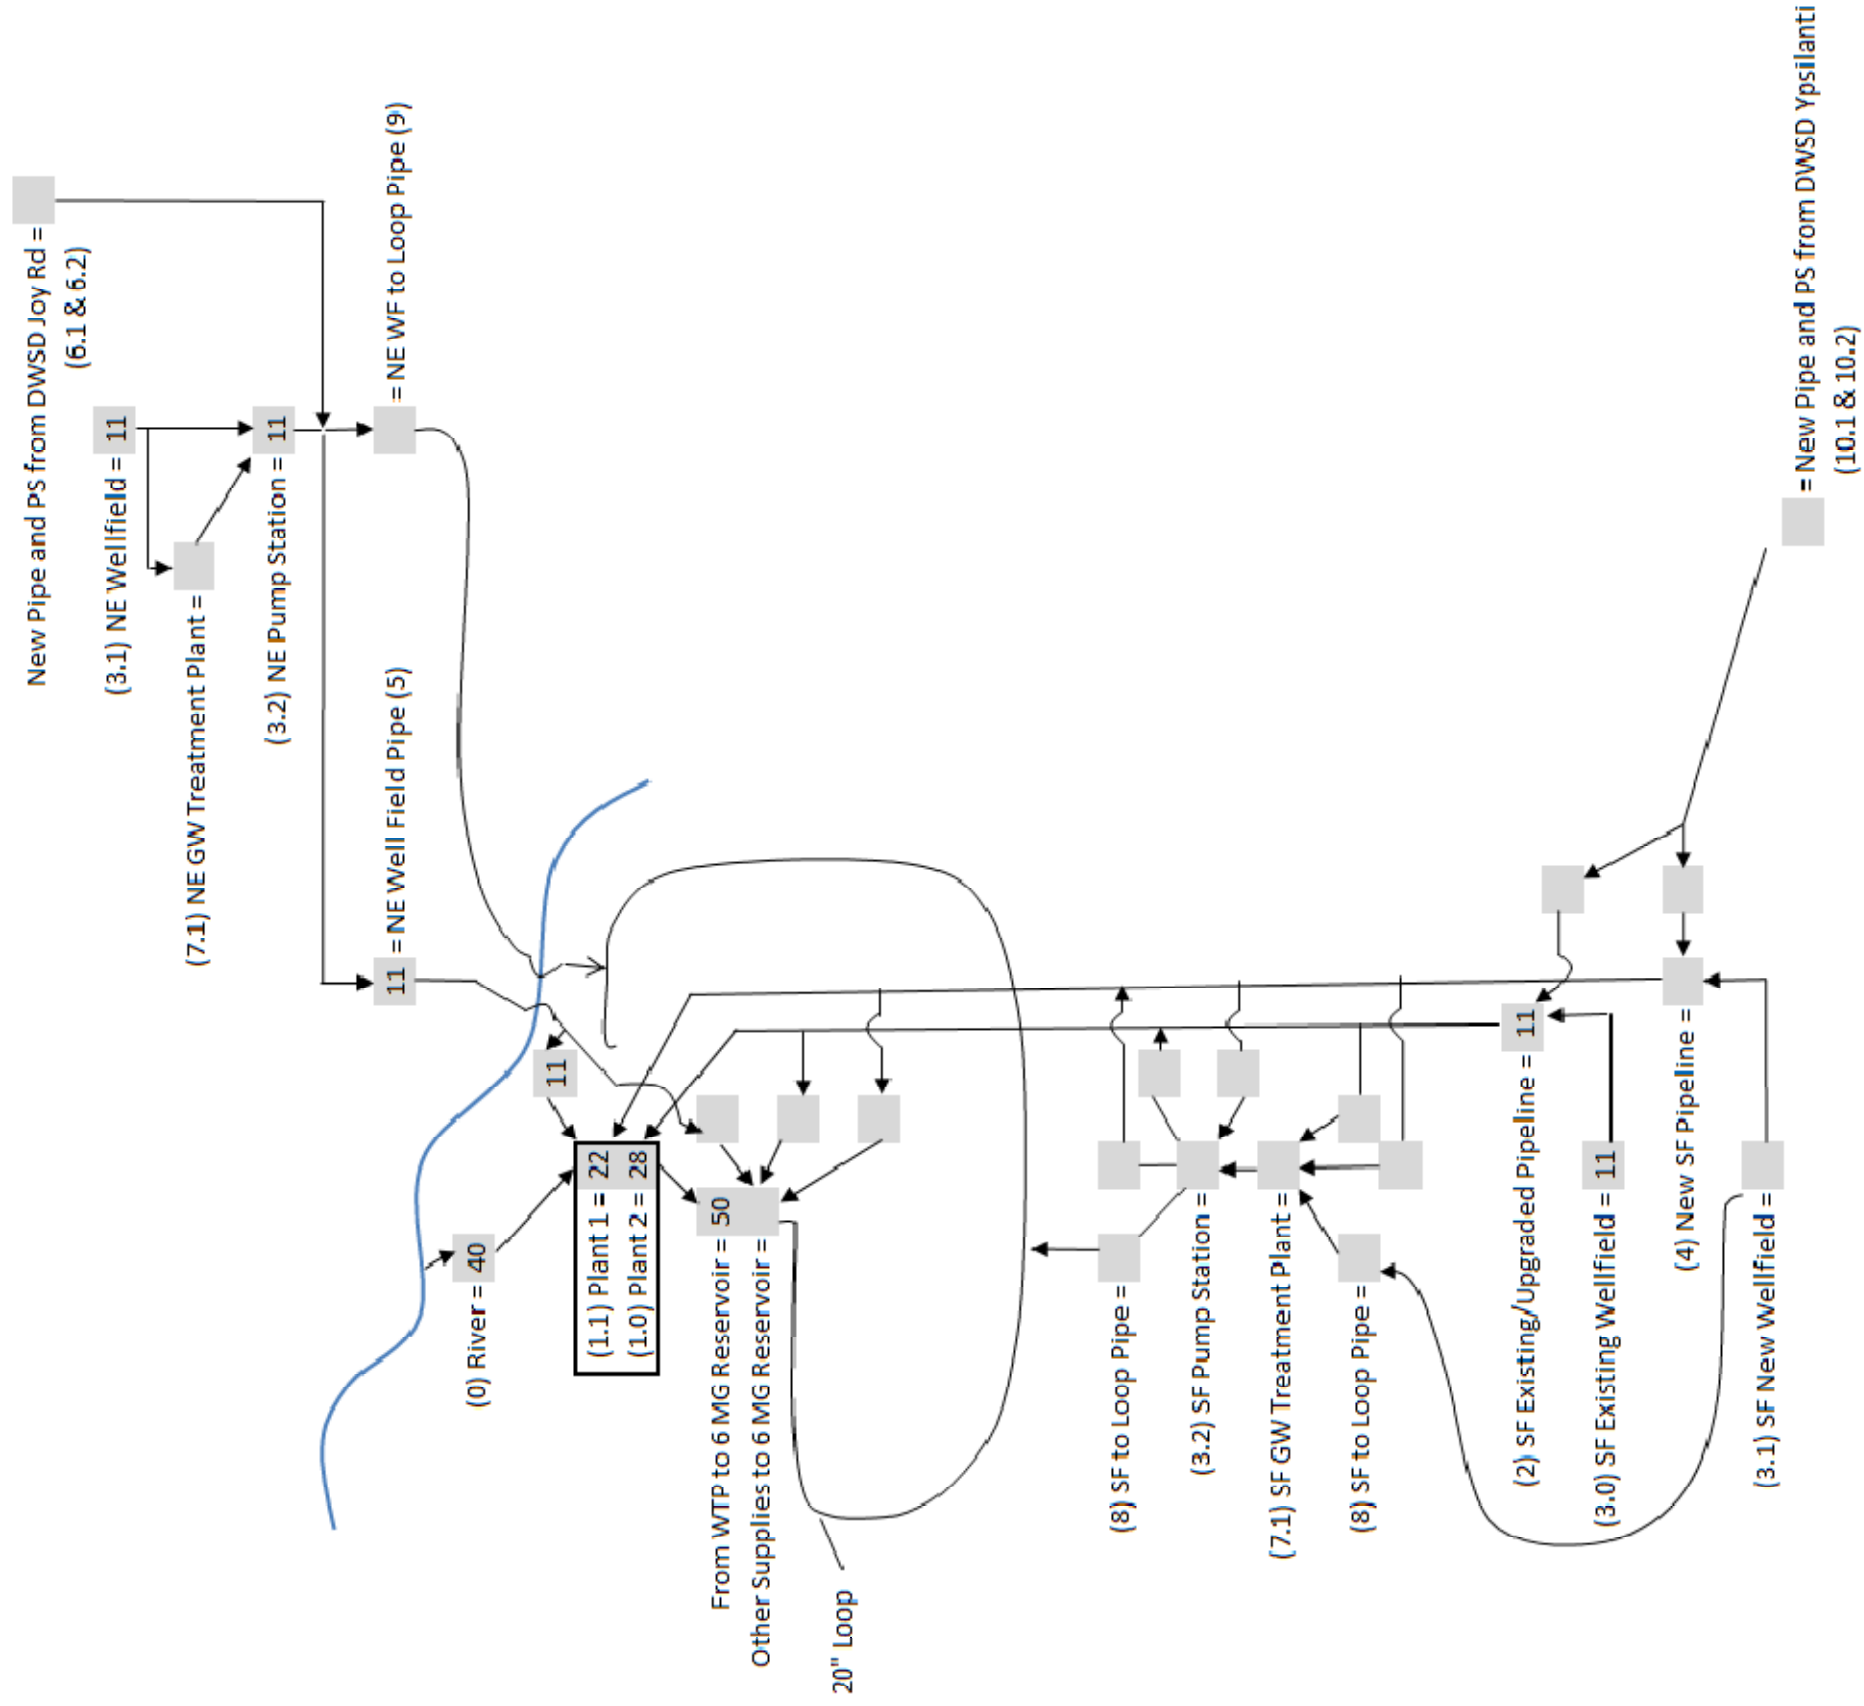 New Pipe and PS from DWSD Joy Rd =
(6.1 & 6.2)
(3.1) NE Wellfield = 11
(7.1) NE GW Treatment Plant =
(3.2) NE Pump Station = 11
= NE WF to Loop Pipe (9)
11 = NE Well Field Pipe (5)
(0) River = 40
11
(1.1) Plant 1 = 22
(1.0) Plant 2 = 28
From WTP to 6 MG Reservoir = 50
Other Supplies to 6 MG Reservoir =
20" Loop
(8) SF to Loop Pipe =
(3.2) SF Pump Station =
(7.1) SF GW Treatment Plant =
(8) SF to Loop Pipe =
(2) SF Existing/Upgraded Pipeline = 11
(3.0) SF Existing Wellfield = 11
(4) New SF Pipeline =
(3.1) SF New Wellfield =
= New Pipe and PS from DWSD Ypsilanti
(10.1 & 10.2)